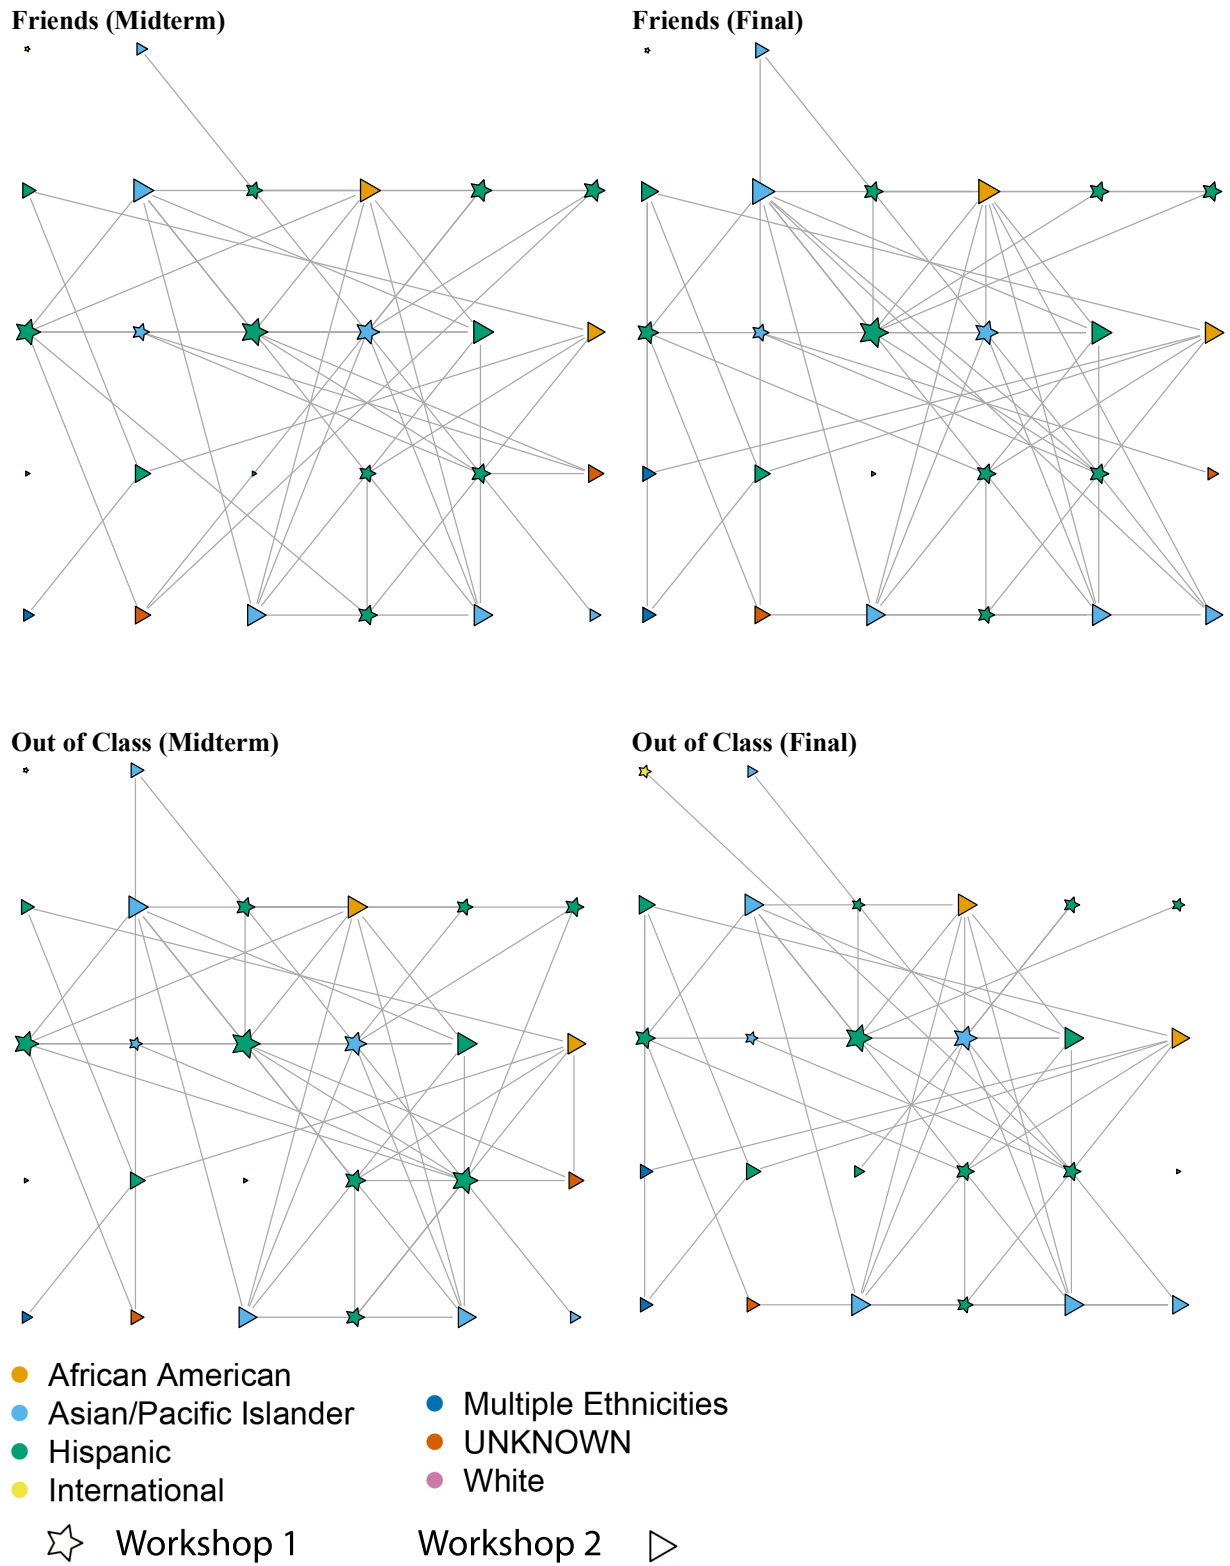 Friends (Midterm)
Friends (Final)
Out of Class (Midterm)
Out of Class (Final)
African American
Asian/Pacific Islander
Hispanic
International
Multiple Ethnicities
UNKNOWN
White
Workshop 1
Workshop 2